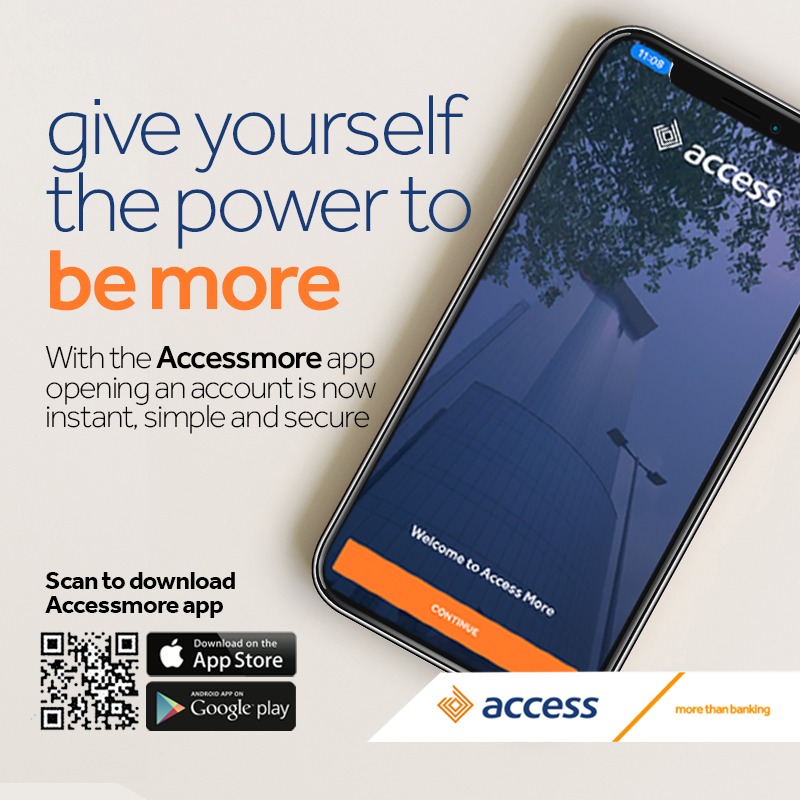 give yourself
the power to
be more
With the Accessmore app
opening an account is now
instant, simple and secure
11:08
access
Welcome to Access More
CONTINUE
Scan to download
Accessmore app
Download on the
App Store
ANDROID APP ON
Google play
access
more than banking